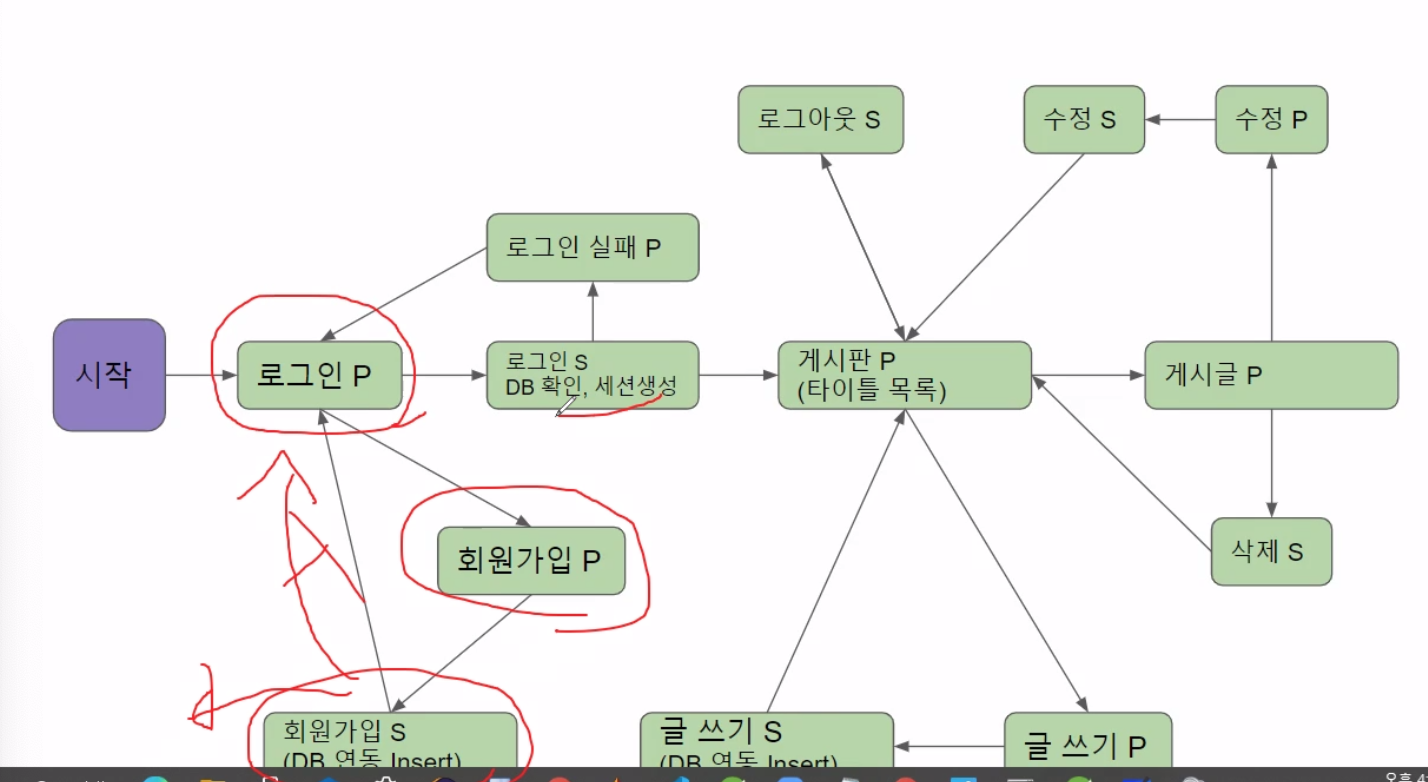 로그아웃 S
수정 S
수정 P
로그인 실패 P
시작
로그인 P
로그인 S
DB 확인, 세션생성
게시판 P
(타이틀 목록)
게시글 P
회원가입 P
삭제 S
회원가입 S
(DB 연동 Insert)
글 쓰기 S
(DB 연동 Insert)
글 쓰기 P